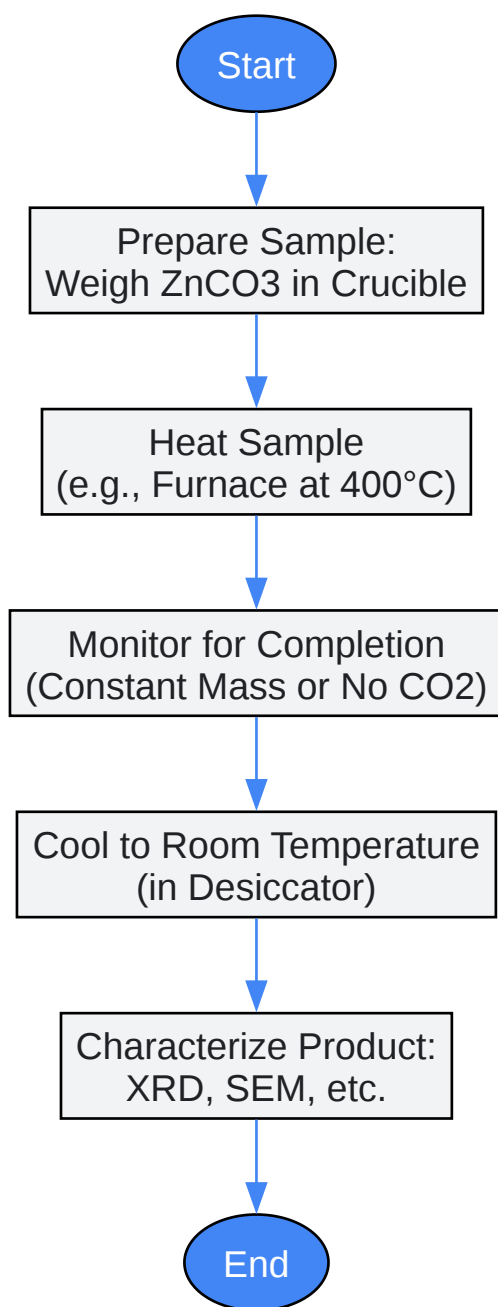 Start
Prepare Sample:
Weigh ZnCO3 in Crucible
Heat Sample
(e.g., Furnace at 400°C)
Monitor for Completion
(Constant Mass or No CO2)
Cool to Room Temperature
(in Desiccator)
Characterize Product:
XRD, SEM, etc.
End